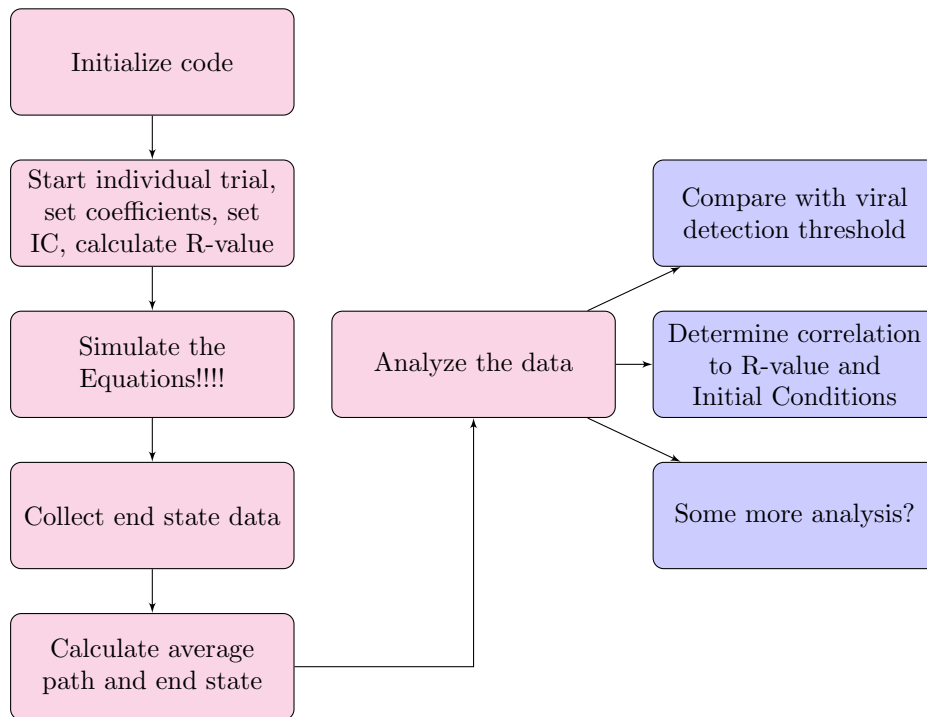 Initialize code
Start individual trial,
set coefficients, set
IC, calculate R-value
Simulate the
Equations!!!!
Collect end state data
Calculate average
path and end state
Analyze the data
Compare with viral
detection threshold
Determine correlation
to R-value and
Initial Conditions
Some more analysis?